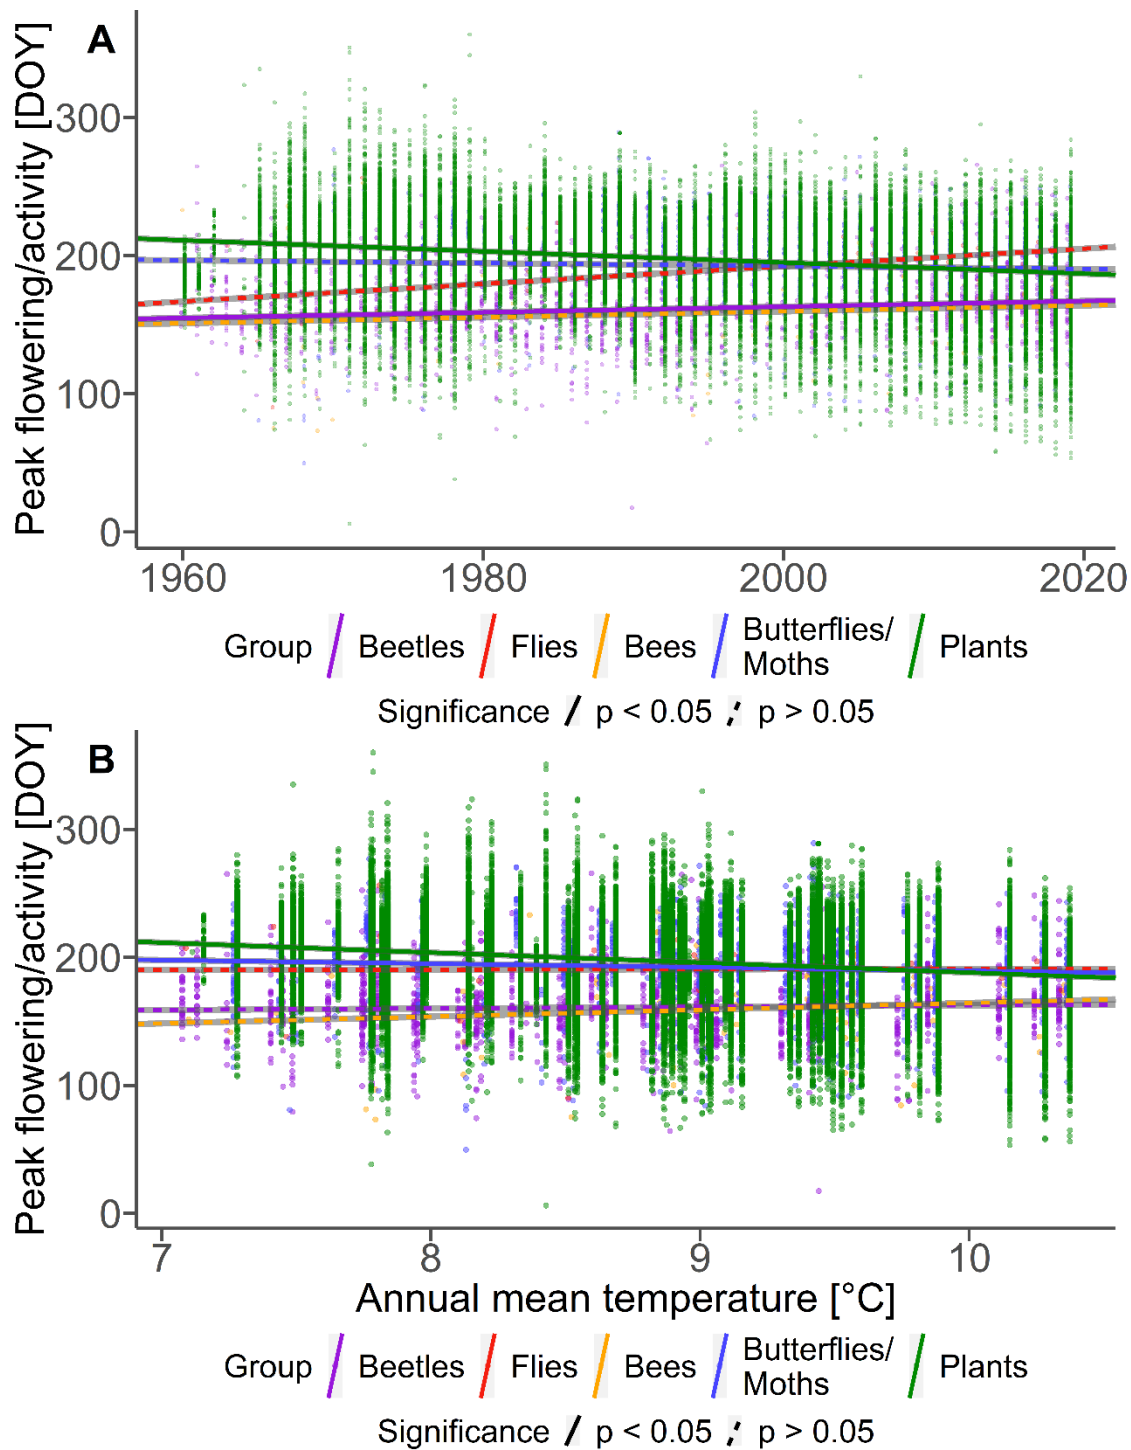 A
Peak flowering/activity [DOY]
300
200
100
0
1960 1980 2000 2020
Group Beetles Flies Bees Butterflies/
Moths Plants
Significance p < 0.05 p > 0.05
B
Peak flowering/activity [DOY]
300
200
100
0
7 8 9 10
Annual mean temperature [°C]
Group Beetles Flies Bees Butterflies/
Moths Plants
Significance p < 0.05 p > 0.05